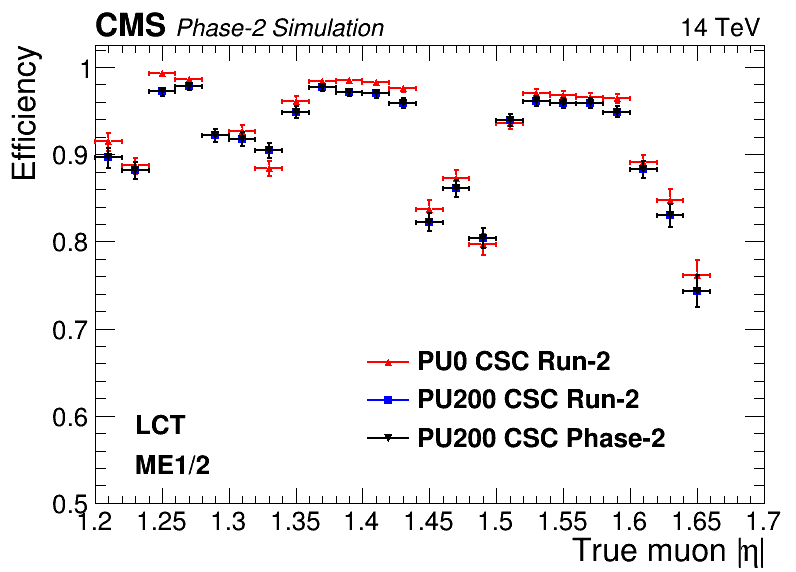 CMS Phase-2 Simulation 14 TeV
Efficiency
1
0.9
0.8
0.7
0.6
0.5
PU0 CSC Run-2
PU200 CSC Run-2
PU200 CSC Phase-2
LCT
ME1/2
1.2 1.25 1.3 1.35 1.4 1.45 1.5 1.55 1.6 1.65 1.7
True muon |η|